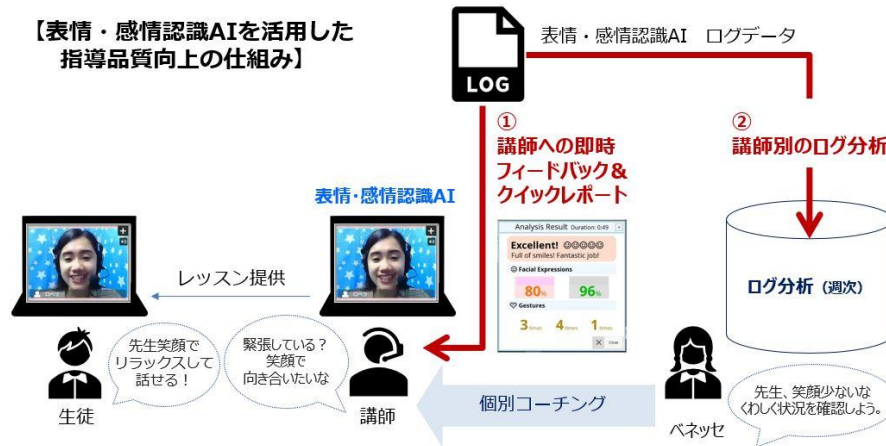 【表情・感情認識AIを活用した
指導品質向上の仕組み】
LOG
表情・感情認識AI ログデータ
①
講師への即時
フィードバック&
クイックレポート
②
講師別のログ分析
表情・感情認識AI
レッスン提供
Analysis Result Duration: 0:49
Excellent! ☺☺☺☺☺
Full of smiles! Fantastic job!
Facial Expressions
80% 96%
Gestures
3 times 4 times 1 times
Close
ログ分析（週次）
先生笑顔で
リラックスして
話せる！
緊張している？
笑顔で
向き合いたいな
生徒
講師
個別コーチング
ベネッセ
先生、笑顔少ないな
くわしく状況を確認しよう。